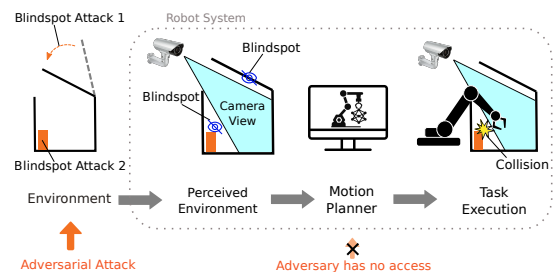 Blindspot Attack 1
Robot System
Blindspot
Blindspot
Camera
View
Blindspot Attack 2
Collision
Environment
Perceived
Environment
Motion
Planner
Task
Execution
Adversarial Attack
Adversary has no access